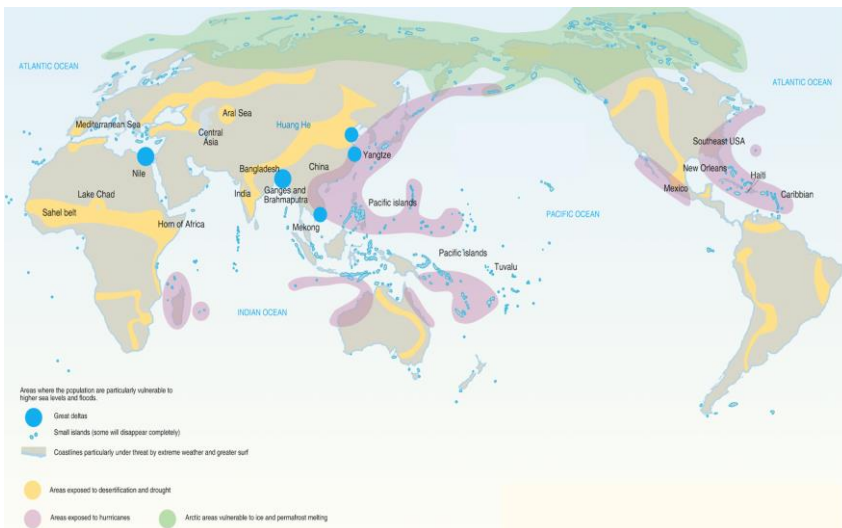 ATLANTIC OCEAN
ATLANTIC OCEAN
Aral Sea
Mediterranean Sea
Huang He
Central
Asia
Southeast USA
Yangtze
Nile
Bangladesh
China
New Orleans
Haiti
Lake Chad
India
Ganges and
Brahmaputra
Mexico
Caribbian
Sahel belt
Pacific islands
Horn of Africa
Mekong
PACIFIC OCEAN
Pacific islands
Tuvalu
INDIAN OCEAN
Areas where the population are particularly vulnerable to
higher sea levels and floods.
Great deltas
Small islands (some will disappear completely)
Coastlines particularly under threat by extreme weather and greater surf
Areas exposed to desertification and drought
Areas exposed to hurricanes
Arctic areas vulnerable to ice and permafrost melting